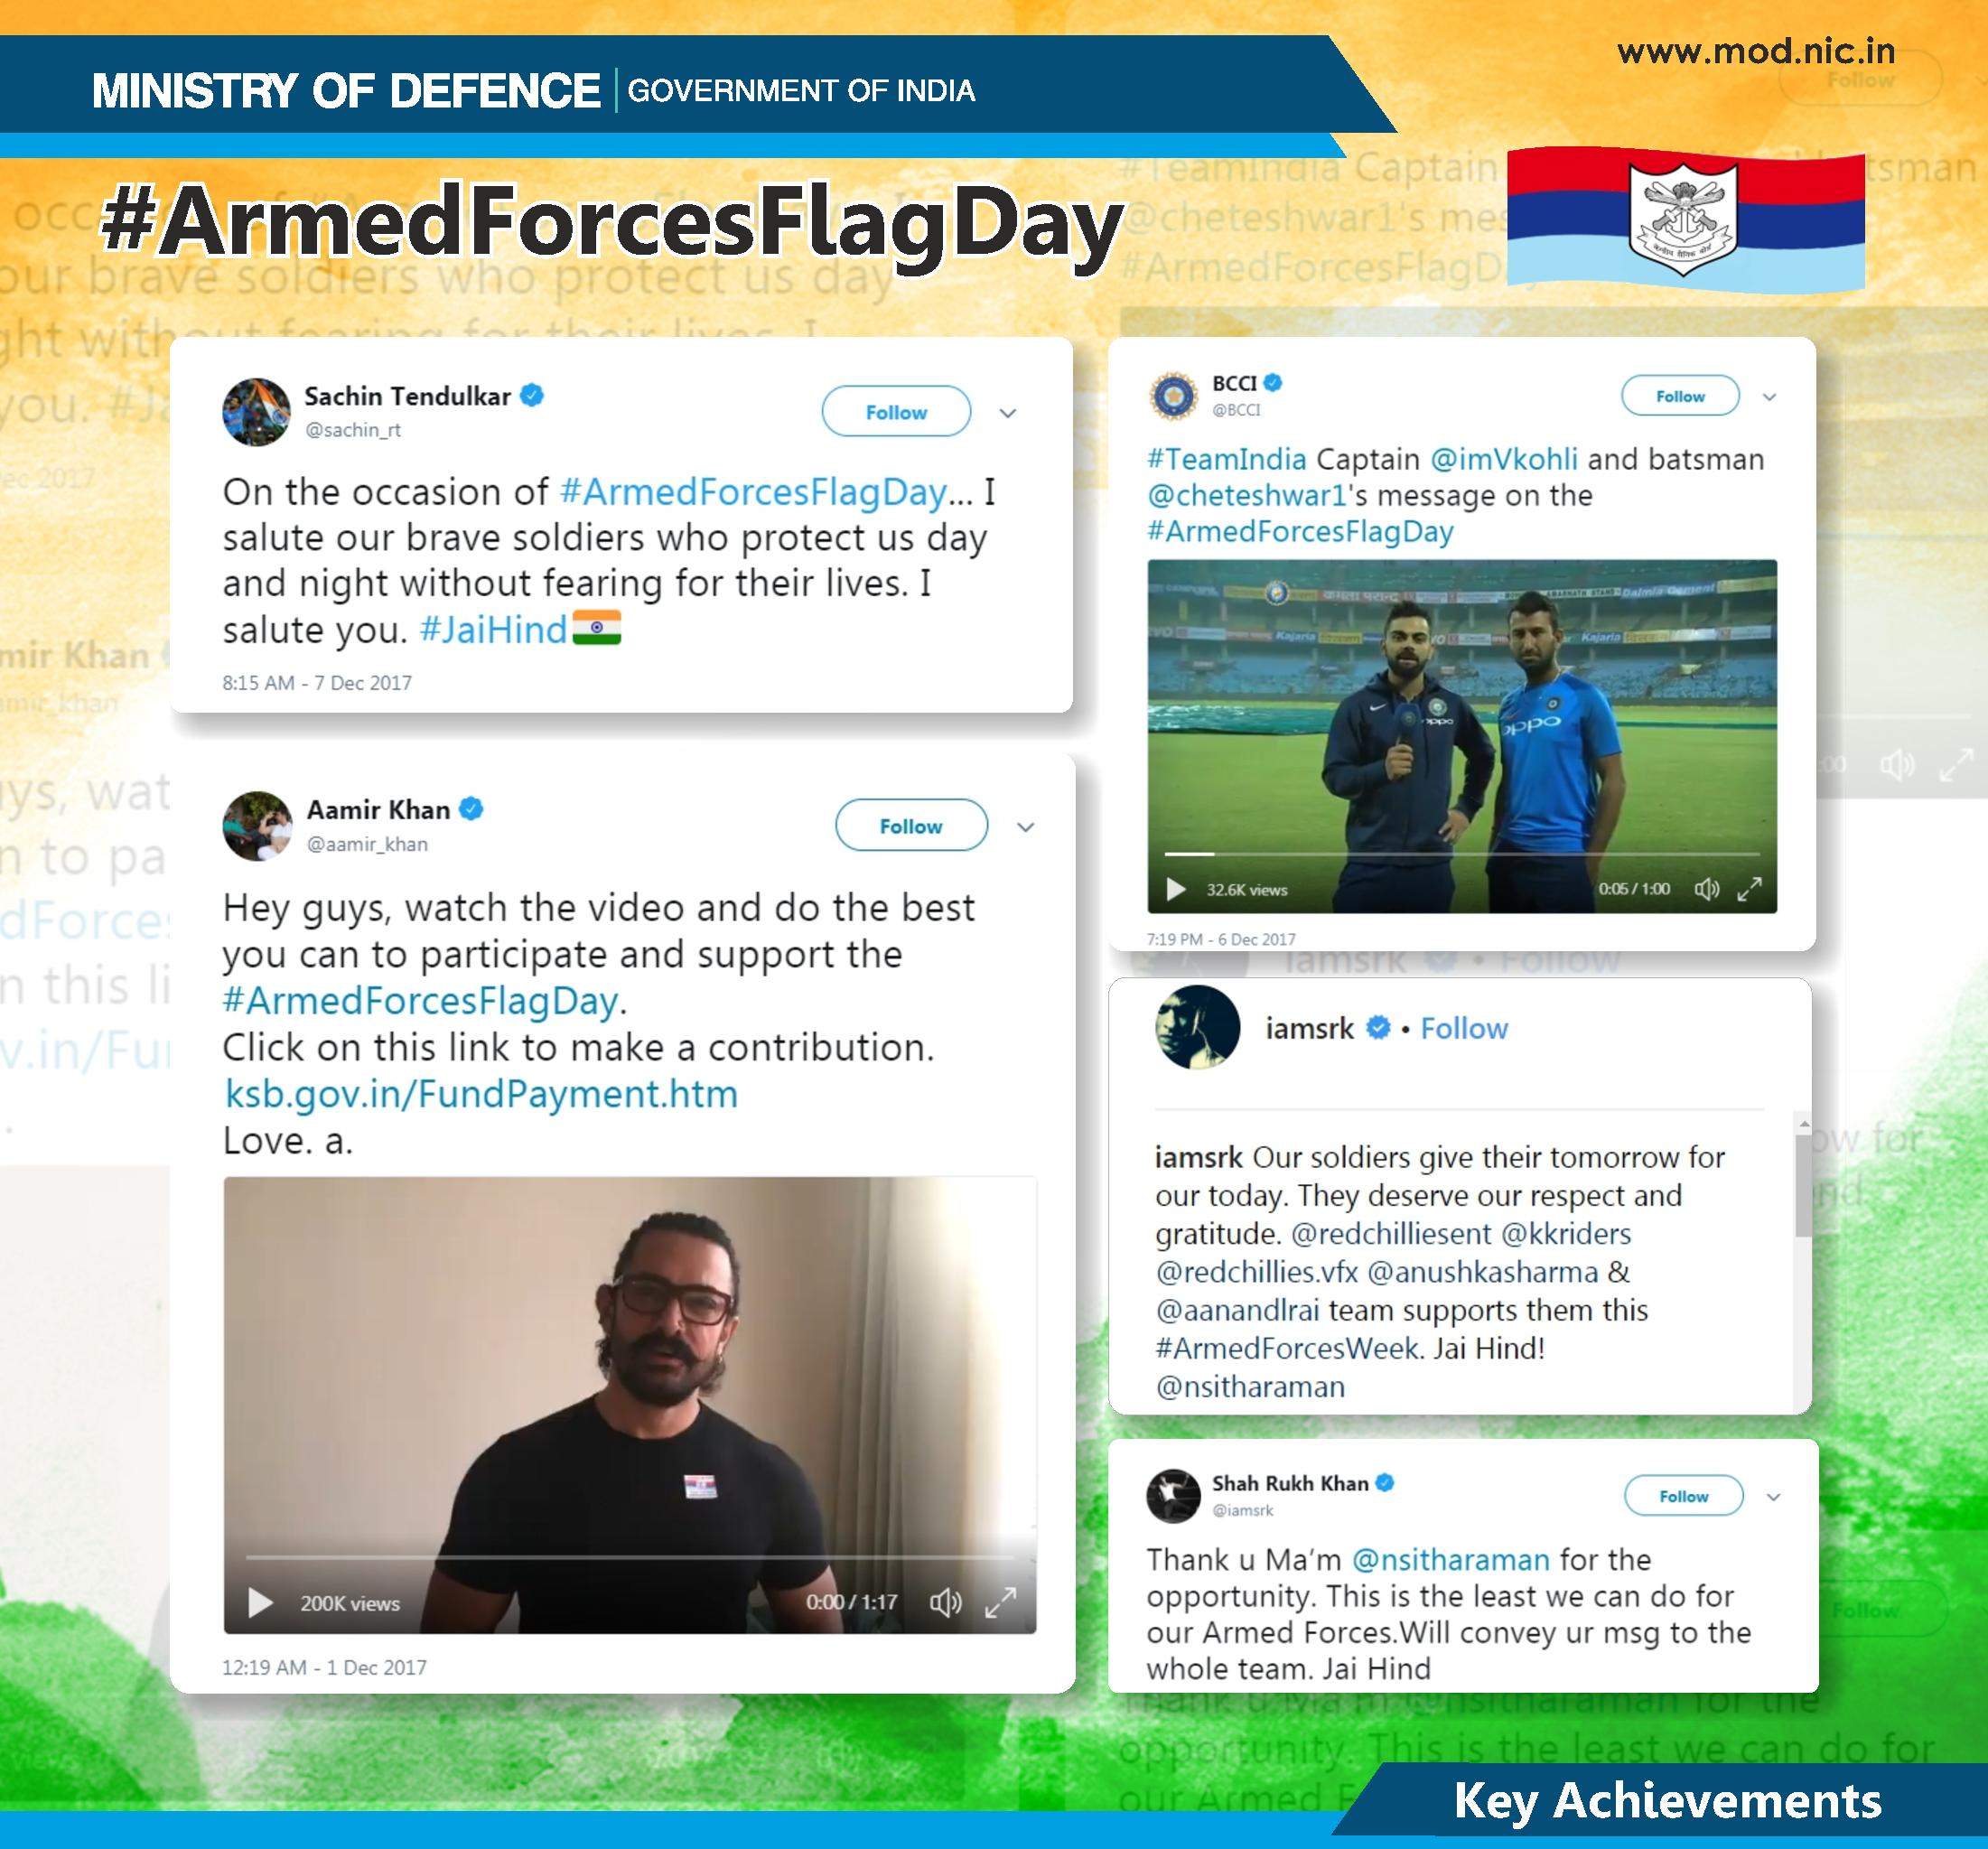 www.mod.nic.in
MINISTRY OF DEFENCE | GOVERNMENT OF INDIA
#ArmedForcesFlagDay
Sachin Tendulkar
@sachin_rt
Follow
On the occasion of #ArmedForcesFlagDay... I
salute our brave soldiers who protect us day
and night without fearing for their lives. I
salute you. #JaiHind
8:15 AM - 7 Dec 2017
Aamir Khan
@aamir_khan
Follow
Hey guys, watch the video and do the best
you can to participate and support the
#ArmedForcesFlagDay.
Click on this link to make a contribution.
ksb.gov.in/FundPayment.htm
Love. a.
200K views
0:00 / 1:17
12:19 AM - 1 Dec 2017
BCCI
@BCCI
Follow
#TeamIndia Captain @imVkohli and batsman
@cheteshwar1's message on the
#ArmedForcesFlagDay
Kajaria
Kajaria
oppo
oppo
32.6K views
0:05 / 1:00
7:19 PM - 6 Dec 2017
iamsrk • Follow
iamsrk Our soldiers give their tomorrow for
our today. They deserve our respect and
gratitude. @redchilliesent @kkriders
@redchillies.vfx @anushkasharma &
@aanandlrai team supports them this
#ArmedForcesWeek. Jai Hind!
@nsitharaman
Shah Rukh Khan
@iamsrk
Follow
Thank u Ma'm @nsitharaman for the
opportunity. This is the least we can do for
our Armed Forces.Will convey ur msg to the
whole team. Jai Hind
Key Achievements